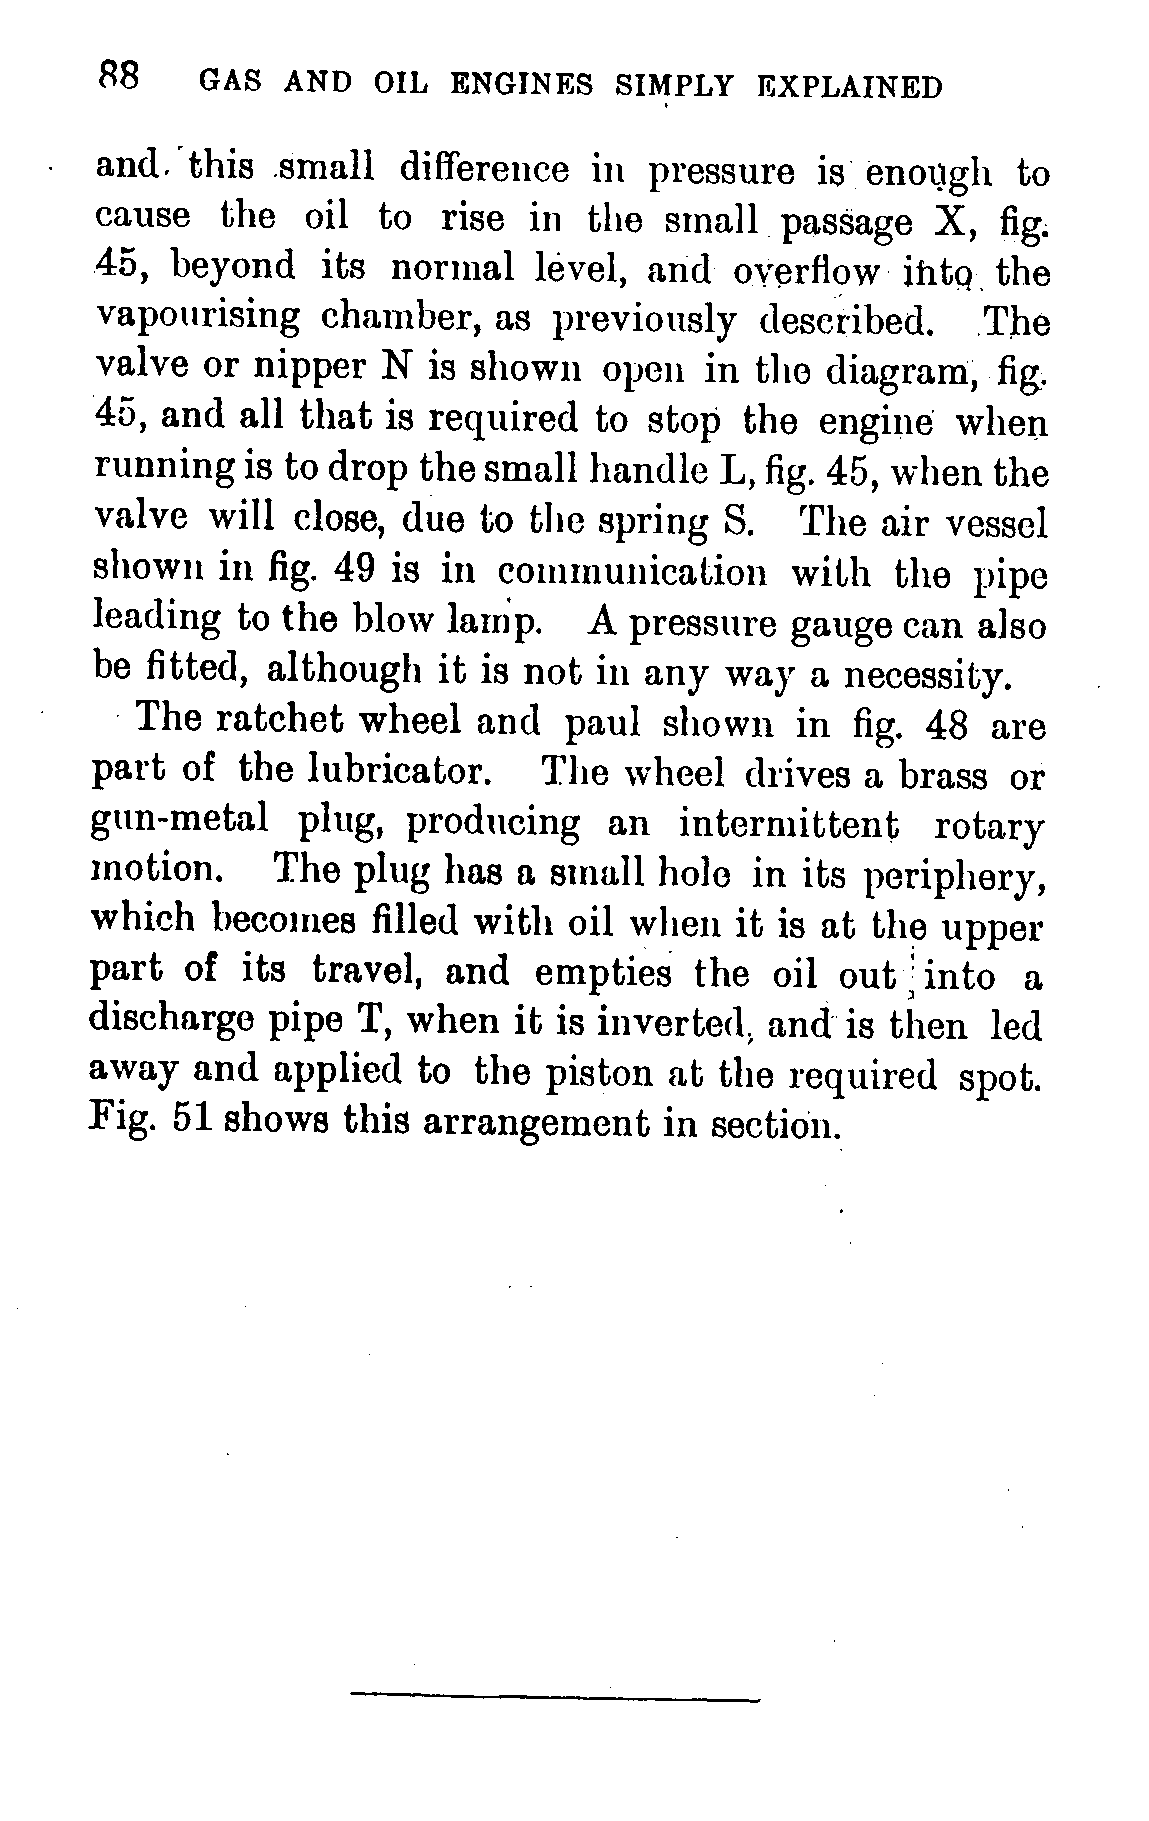 88 GAS AND OIL ENGINES SIMPLY EXPLAINED
and this small difference in pressure is enough to
cause the oil to rise in the small passage X, fig.
45, beyond its normal level, and overflow into the
vapourising chamber, as previously described. The
valve or nipper N is shown open in the diagram, fig.
45, and all that is required to stop the engine when
running is to drop the small handle L, fig. 45, when the
valve will close, due to the spring S. The air vessel
shown in fig. 49 is in communication with the pipe
leading to the blow lamp. A pressure gauge can also
be fitted, although it is not in any way a necessity.
The ratchet wheel and paul shown in fig. 48 are
part of the lubricator. The wheel drives a brass or
gun-metal plug, producing an intermittent rotary
motion. The plug has a small hole in its periphery,
which becomes filled with oil when it is at the upper
part of its travel, and empties the oil out into a
discharge pipe T, when it is inverted, and is then led
away and applied to the piston at the required spot.
Fig. 51 shows this arrangement in section.